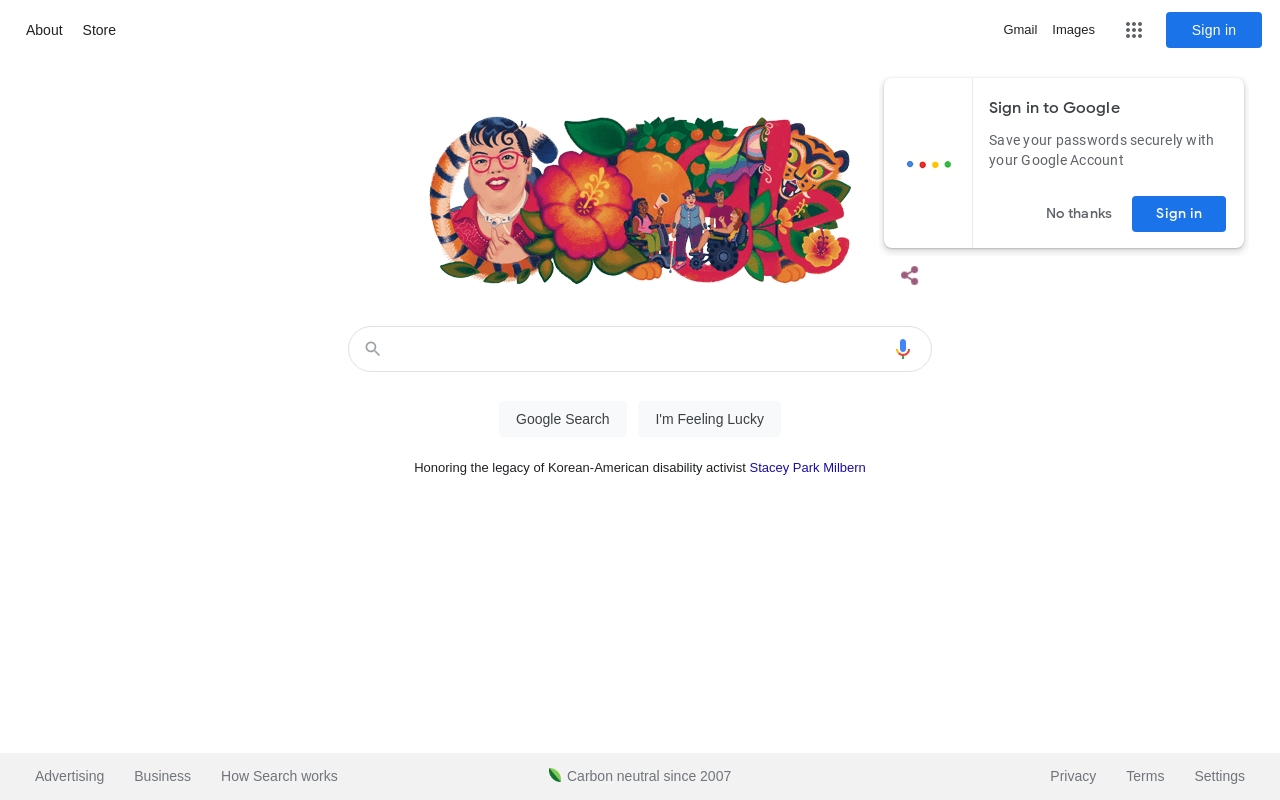 About
Store
Gmail
Images
Sign in
Sign in to Google
Save your passwords securely with
your Google Account
No thanks
Sign in
Google Search
I'm Feeling Lucky
Honoring the legacy of Korean-American disability activist Stacey Park Milbern
Advertising
Business
How Search works
Carbon neutral since 2007
Privacy
Terms
Settings